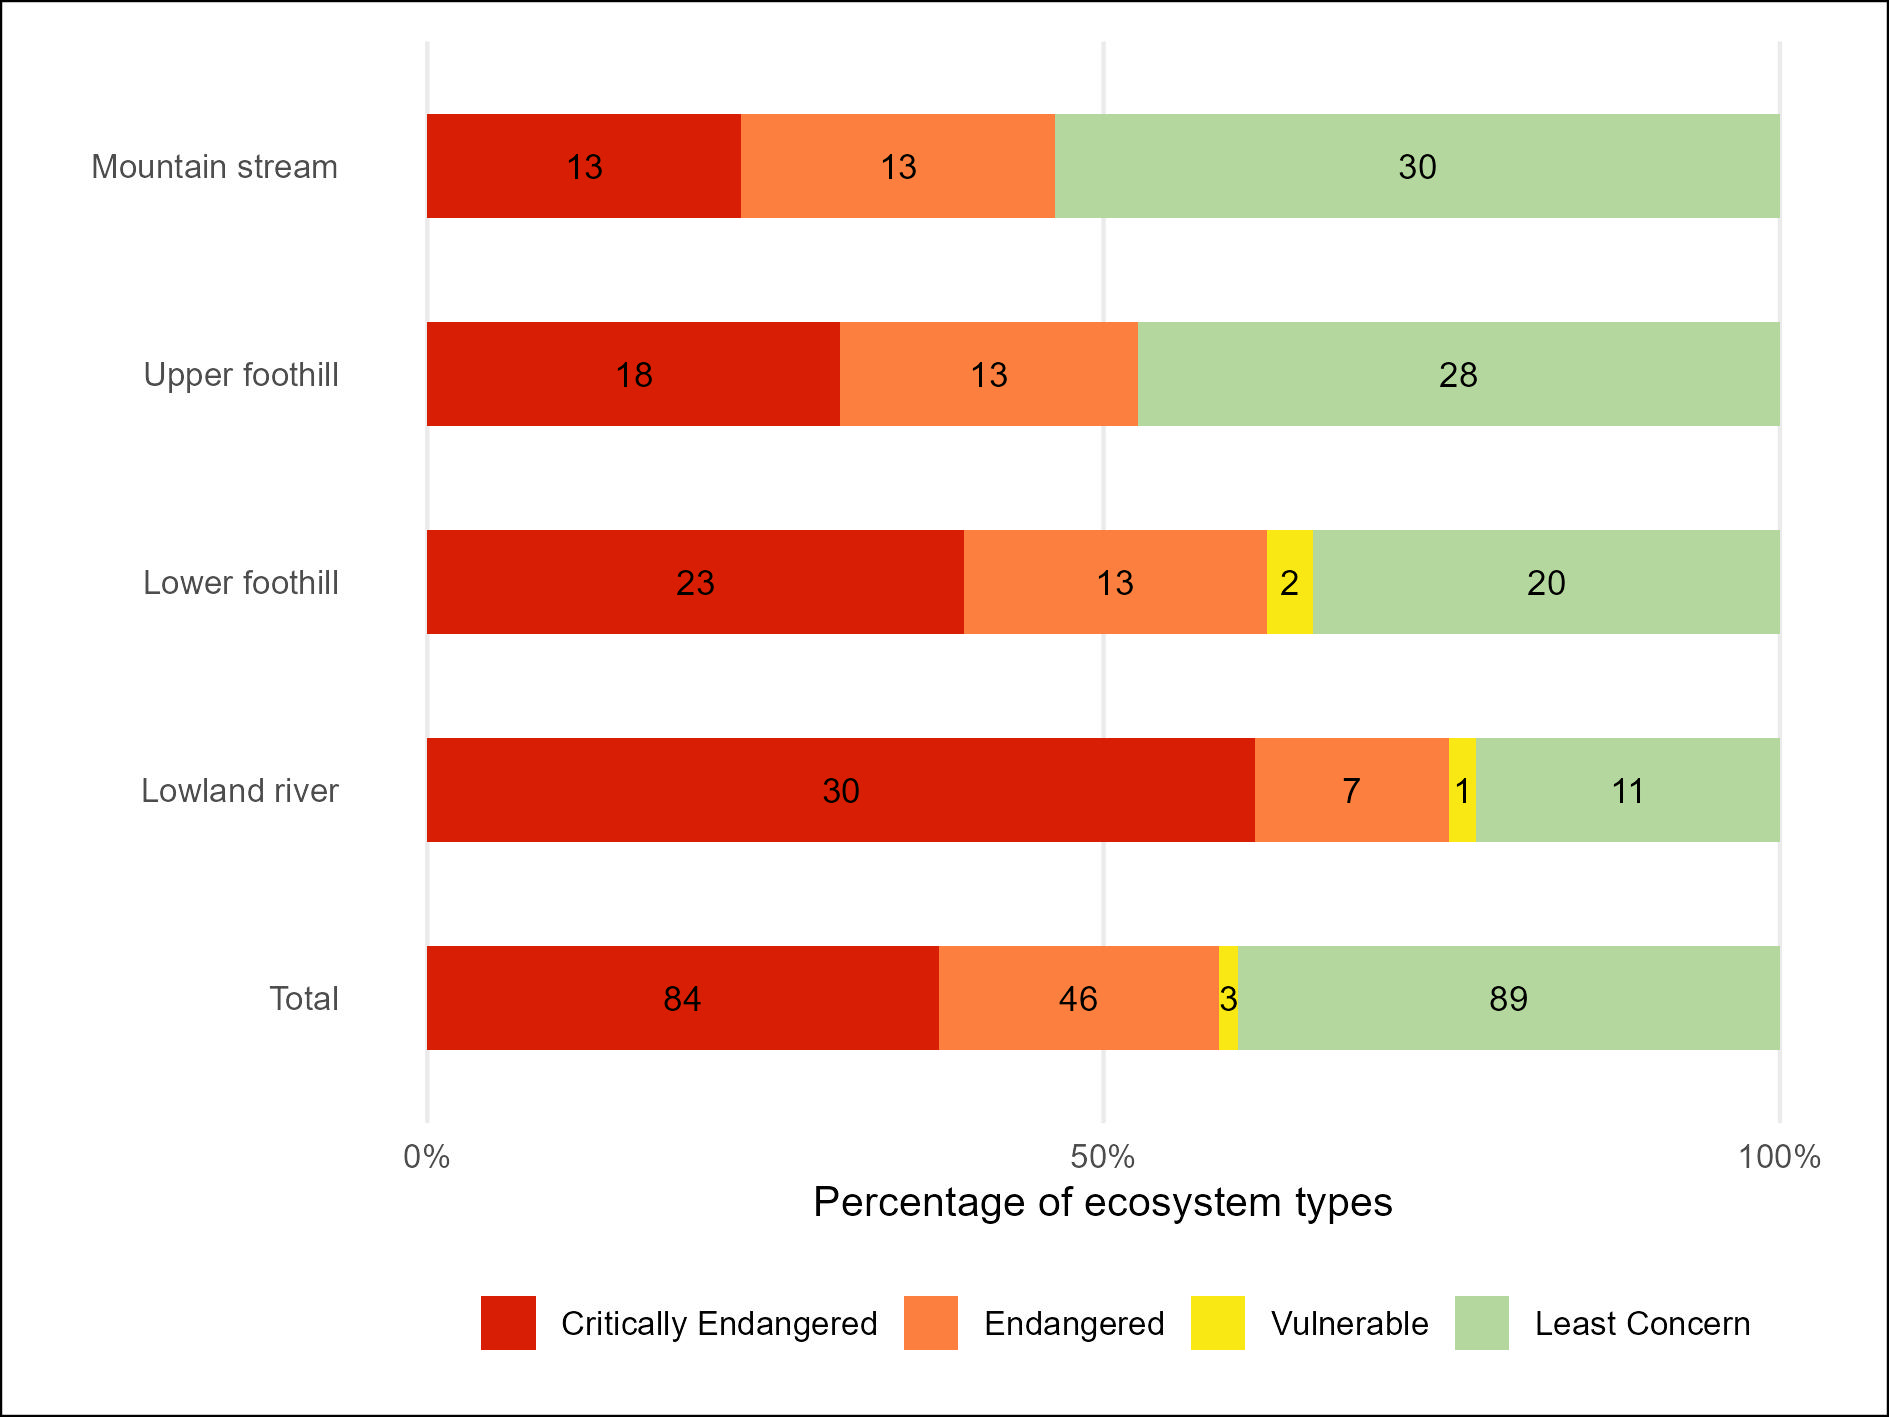 Mountain stream 13 13 30
Upper foothill 18 13 28
Lower foothill 23 13 2 20
Lowland river 30 7 1 11
Total 84 46 3 89
0% 50% 100%
Percentage of ecosystem types
Critically Endangered Endangered Vulnerable Least Concern